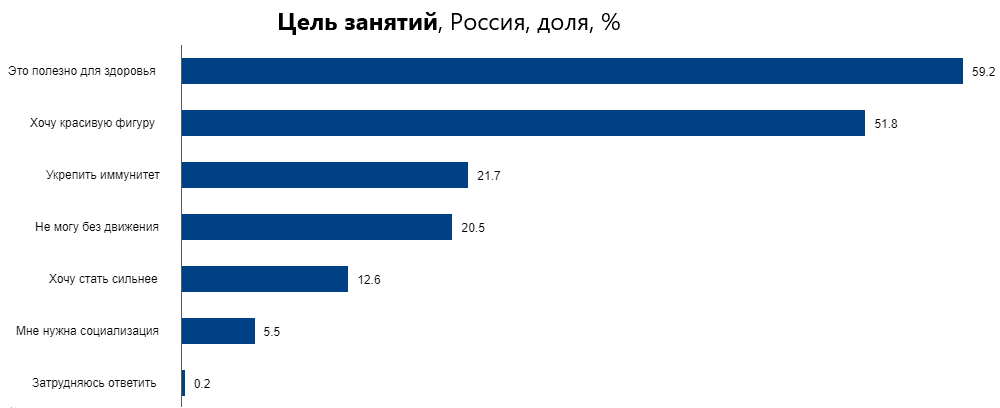 Цель занятий, Россия, доля, %
Это полезно для здоровья 59.2
Хочу красивую фигуру 51.8
Укрепить иммунитет 21.7
Не могу без движения 20.5
Хочу стать сильнее 12.6
Мне нужна социализация 5.5
Затрудняюсь ответить 0.2